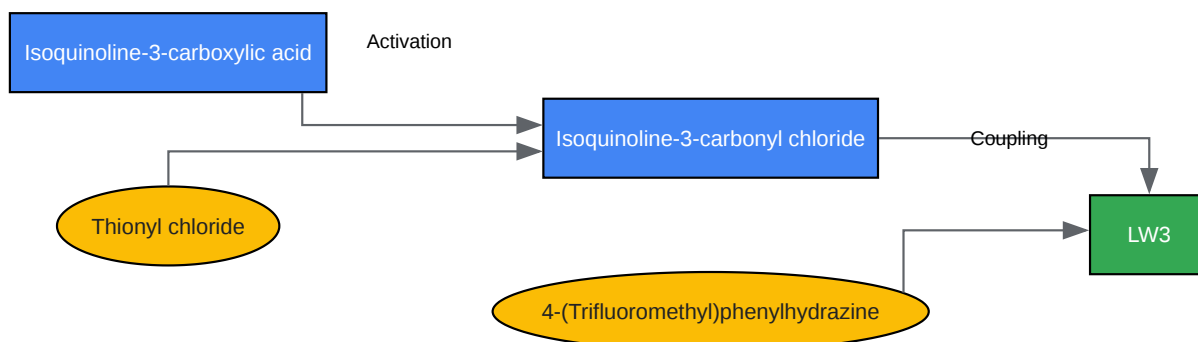 Isoquinoline-3-carboxylic acid
Activation
Isoquinoline-3-carbonyl chloride
Coupling
Thionyl chloride
LW3
4-(Trifluoromethyl)phenylhydrazine